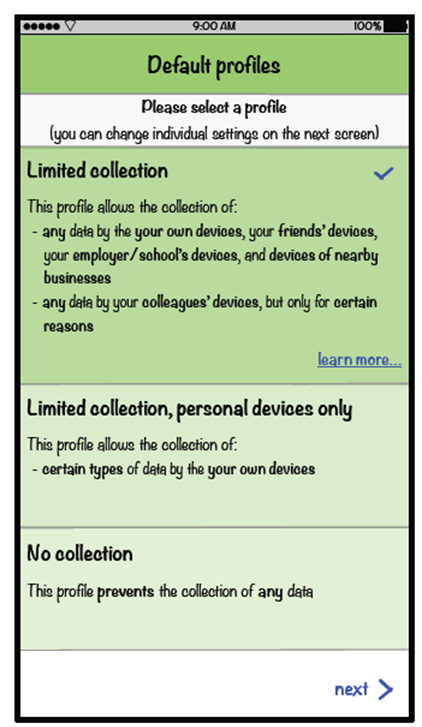 9:00 AM 100%
Default profiles
Please select a profile
(you can change individual settings on the next screen)
Limited collection
This profile allows the collection of:
- any data by the your own devices, your friends' devices,
your employer/school's devices, and devices of nearby
businesses
- any data by your colleagues' devices, but only for certain
reasons
learn more...
Limited collection, personal devices only
This profile allows the collection of:
- certain types of data by the your own devices
No collection
This profile prevents the collection of any data
next